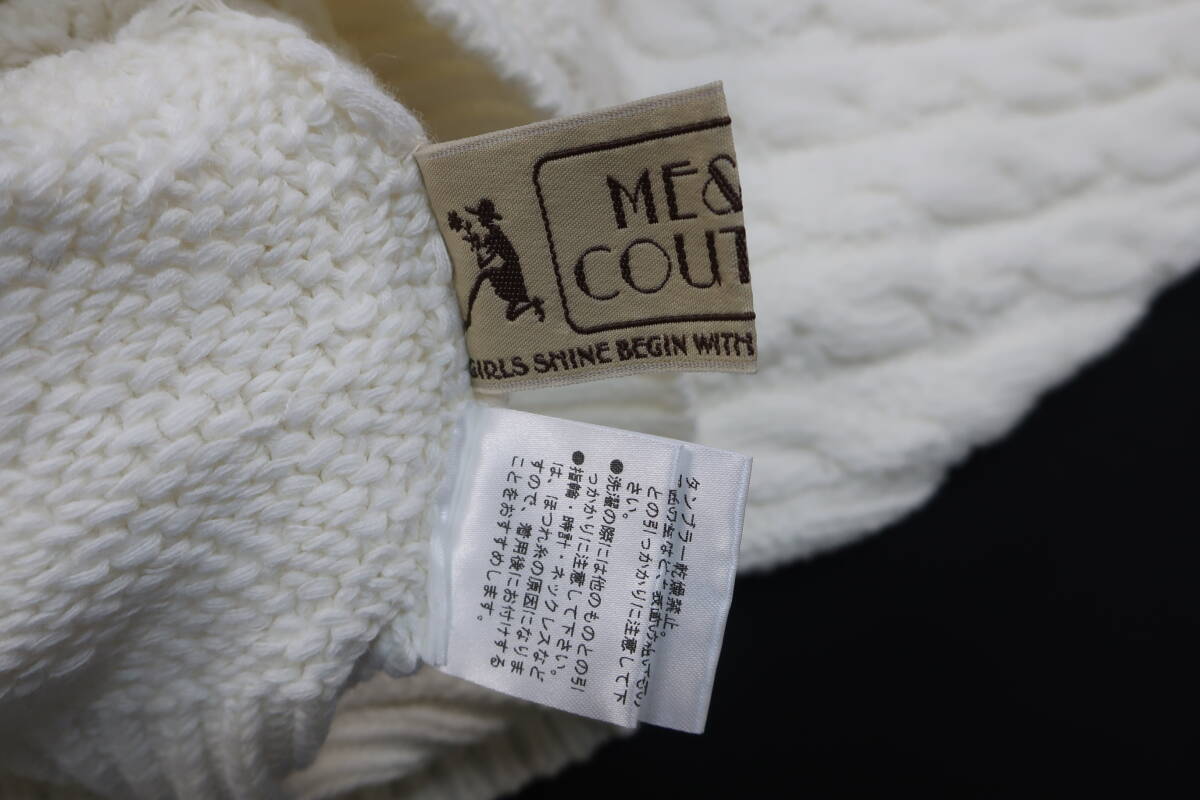 ME&
COUT
GIRLS SHINE BEGIN WITH
タンブラー乾燥禁止。
との引っかかりに注意して下
さい。
●洗濯の際には他のものとの引
っかかりに注意して下さい。
●指輪・時計・ネックレスなど
は、ほつれ糸の原因になりま
すので、着用後にお付けする
ことをおすすめします。